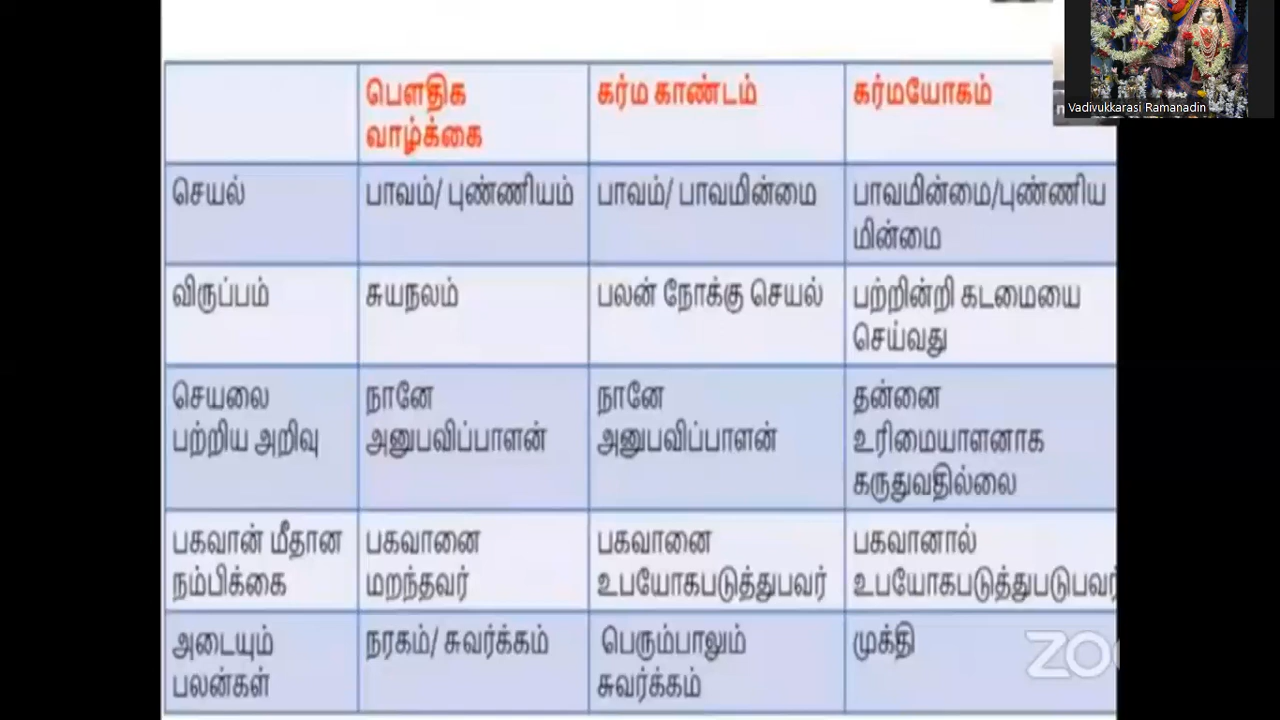 Vadivukkarasi Ramanadin
பௌதிக கர்ம காண்டம் கர்மயோகம்
வாழ்க்கை
செயல் பாவம்/ புண்ணியம் பாவம்/ பாவமின்மை பாவமின்மை/புண்ணிய
மின்மை
விருப்பம் சுயநலம் பலன் நோக்கு செயல் பற்றின்றி கடமையை
செய்வது
செயலை நானே நானே தன்னை
பற்றிய அறிவு அனுபவிப்பாளன் அனுபவிப்பாளன் உரிமையாளனாக
கருதுவதில்லை
பகவான் மீதான பகவானை பகவானை பகவானால்
நம்பிக்கை மறந்தவர் உபயோகபடுத்துபவர் உபயோகபடுத்துபடுபவர்
அடையும் நரகம்/ சுவர்க்கம் பெரும்பாலும் முக்தி
பலன்கள் சுவர்க்கம்